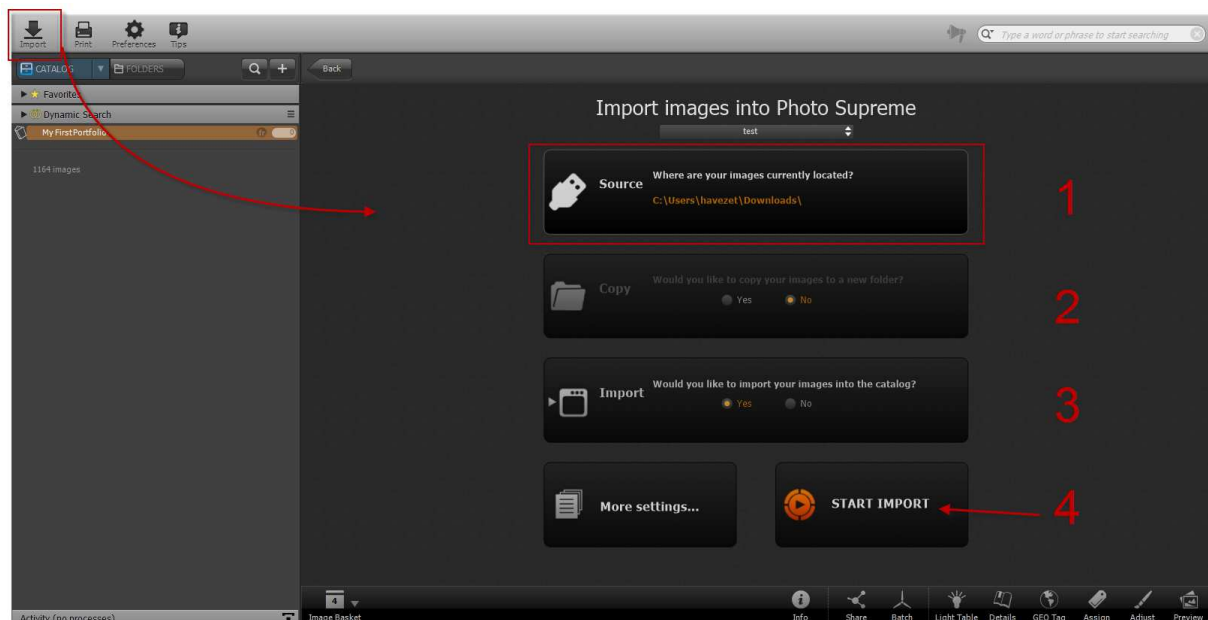 Import Print Preferences Tips
Type a word or phrase to start searching
CATALOG FOLDERS
Back
Favorites
Dynamic Search
My FirstPortfolio 0
1164 images
Import images into Photo Supreme
test
Source
Where are your images currently located?
C:\Users\havezet\Downloads\
1
Copy
Would you like to copy your images to a new folder?
Yes No
2
Import
Would you like to import your images into the catalog?
Yes No
3
More settings...
START IMPORT
4
4
Activity (no processes)
Image Basket Info Share Batch Light Table Details GEO Tag Assign Adjust Preview